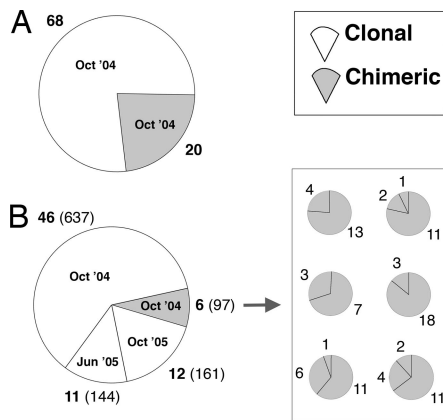 A
68
Oct '04
Oct '04
20
Clonal
Chimeric
B
46 (637)
Oct '04
Oct '04
6 (97)
Oct '05
12 (161)
Jun '05
11 (144)
4
13
1
2
11
3
7
3
18
1
6
11
2
4
11